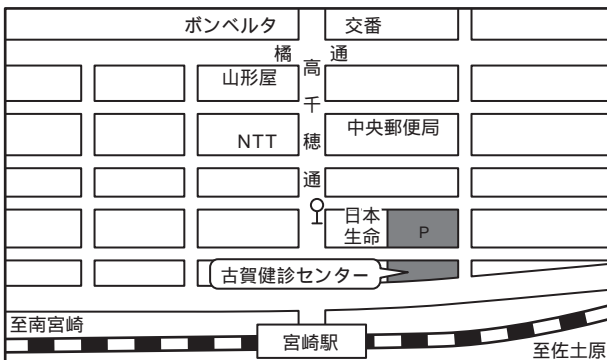 ボンベルタ
交番
橘通
山形屋
高千穂通
NTT
中央郵便局
日本
生命
P
古賀健診センター
至南宮崎
宮崎駅
至佐土原